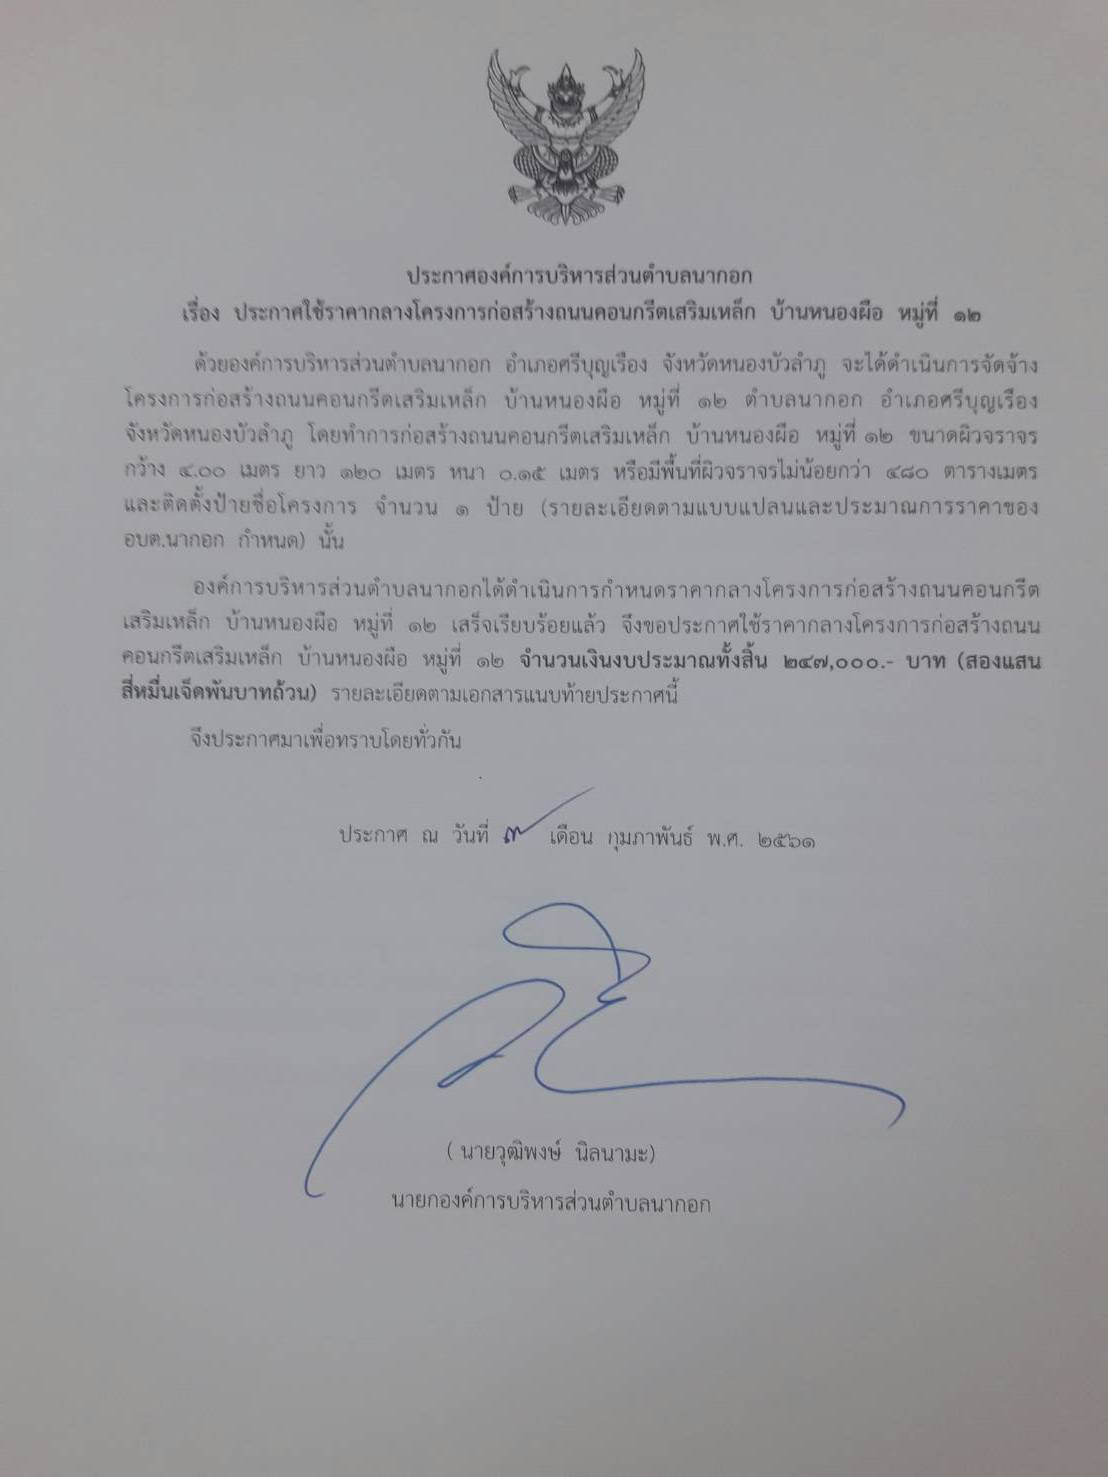 ประกาศองค์การบริหารส่วนตำบลนากอก
เรื่อง ประกาศใช้ราคากลางโครงการก่อสร้างถนนคอนกรีตเสริมเหล็ก บ้านหนองผือ หมู่ที่ ๑๒
ด้วยองค์การบริหารส่วนตำบลนากอก อำเภอศรีบุญเรือง จังหวัดหนองบัวลำภู จะได้ดำเนินการจัดจ้าง
โครงการก่อสร้างถนนคอนกรีตเสริมเหล็ก บ้านหนองผือ หมู่ที่ ๑๒ ตำบลนากอก อำเภอศรีบุญเรือง
จังหวัดหนองบัวลำภู โดยทำการก่อสร้างถนนคอนกรีตเสริมเหล็ก บ้านหนองผือ หมู่ที่ ๑๒ ขนาดผิวจราจร
กว้าง ๔.๐๐ เมตร ยาว ๑๒๐ เมตร หนา ๐.๑๕ เมตร หรือมีพื้นที่ผิวจราจรไม่น้อยกว่า ๔๘๐ ตารางเมตร
และติดตั้งป้ายชื่อโครงการ จำนวน ๑ ป้าย (รายละเอียดตามแบบแปลนและประมาณการราคาของ
อบต.นากอก กำหนด) นั้น
องค์การบริหารส่วนตำบลนากอกได้ดำเนินการกำหนดราคากลางโครงการก่อสร้างถนนคอนกรีต
เสริมเหล็ก บ้านหนองผือ หมู่ที่ ๑๒ เสร็จเรียบร้อยแล้ว จึงขอประกาศใช้ราคากลางโครงการก่อสร้างถนน
คอนกรีตเสริมเหล็ก บ้านหนองผือ หมู่ที่ ๑๒ จำนวนเงินงบประมาณทั้งสิ้น ๒๔๗,๐๐๐.- บาท (สองแสน
สี่หมื่นเจ็ดพันบาทถ้วน) รายละเอียดตามเอกสารแนบท้ายประกาศนี้
จึงประกาศมาเพื่อทราบโดยทั่วกัน
ประกาศ ณ วันที่ เดือน กุมภาพันธ์ พ.ศ. ๒๕๖๑
( นายวุฒิพงษ์ นิลนามะ)
นายกองค์การบริหารส่วนตำบลนากอก